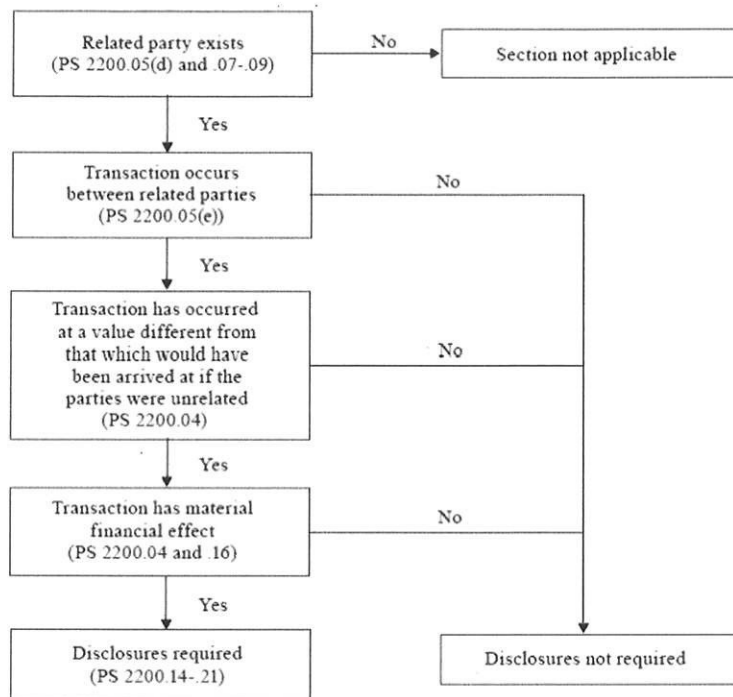 Related party exists
(PS 2200.05(d) and .07-.09)
No
Section not applicable
Yes
Transaction occurs
between related parties
(PS 2200.05(e))
No
Yes
Transaction has occurred
at a value different from
that which would have
been arrived at if the
parties were unrelated
(PS 2200.04)
No
Yes
Transaction has material
financial effect
(PS 2200.04 and .16)
No
Yes
Disclosures required
(PS 2200.14-.21)
Disclosures not required